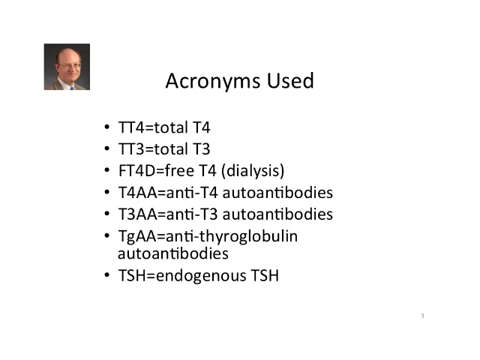 Acronyms Used
• TT4=total T4
• TT3=total T3
• FT4D=free T4 (dialysis)
• T4AA=anti-T4 autoantibodies
• T3AA=anti-T3 autoantibodies
• TgAA=anti-thyroglobulin
autoantibodies
• TSH=endogenous TSH